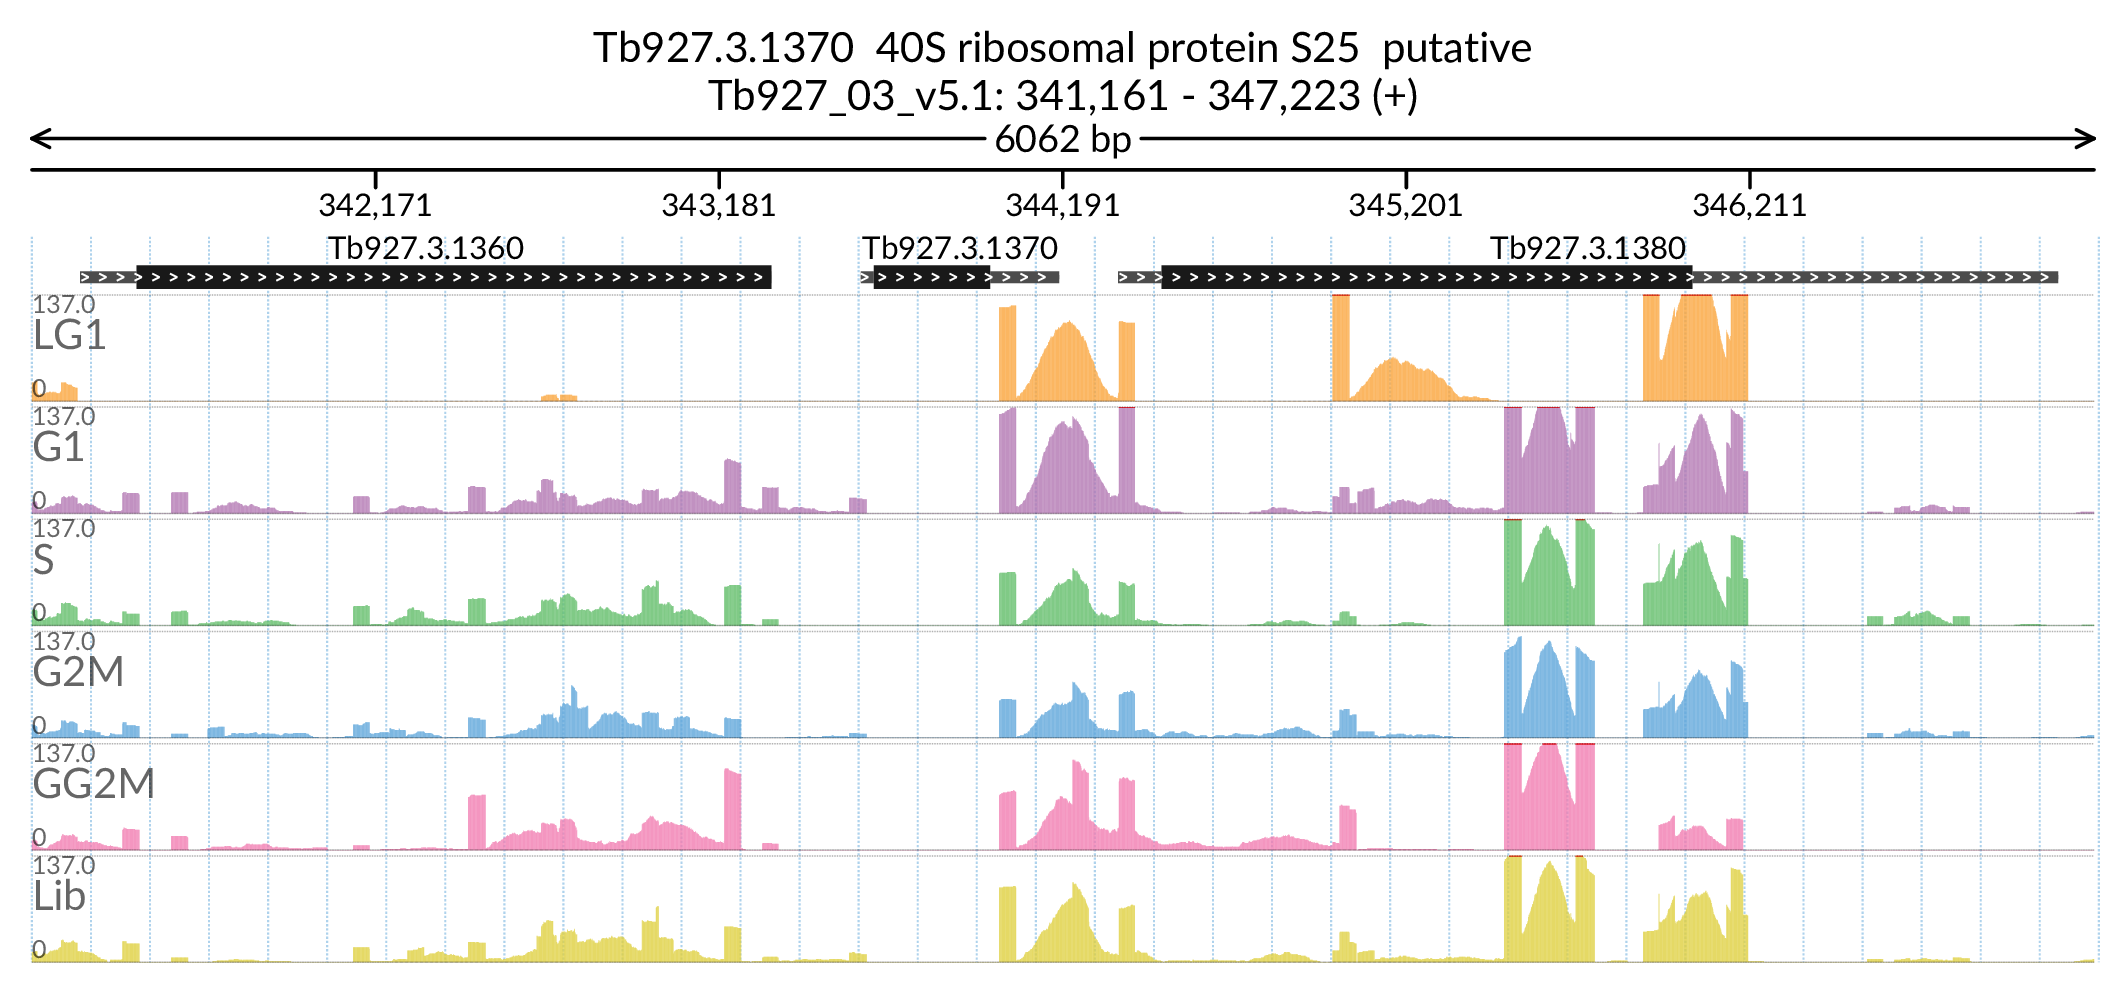 Tb927.3.1370  40S ribosomal protein S25  putative
Tb927_03_v5.1: 341,161 - 347,223 (+)
6062 bp
342,171 343,181 344,191 345,201 346,211
Tb927.3.1360 Tb927.3.1370 Tb927.3.1380
137.0
LG1
0
137.0
G1
0
137.0
S
0
137.0
G2M
0
137.0
GG2M
0
137.0
Lib
0